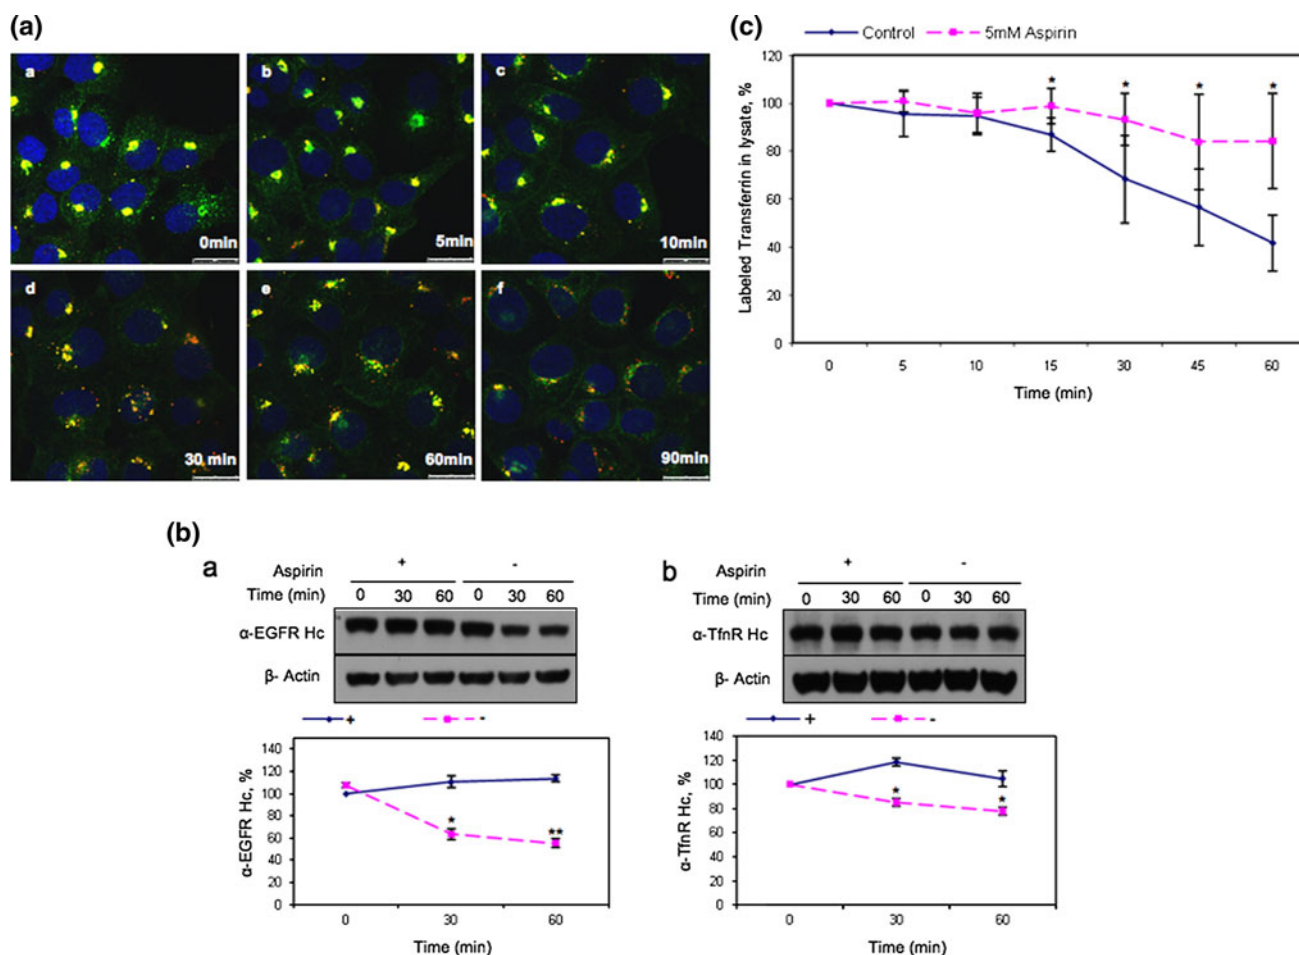 (a)
a
0min
b
5min
c
10min
d
30 min
e
60min
f
90min
(c)
Control 5mM Aspirin
Labeled Transferrin in lysate, %
120
100
80
60
40
20
0
* * * *
0 5 10 15 30 45 60
Time (min)
(b)
a
Aspirin + -
Time (min) 0 30 60 0 30 60
α-EGFR Hc
β- Actin
+ -
α-EGFR Hc, %
140
120
100
80
60
40
20
0
* **
0 30 60
Time (min)
b
Aspirin + -
Time (min) 0 30 60 0 30 60
α-TfnR Hc
β- Actin
+ -
α-TfnR Hc, %
140
120
100
80
60
40
20
0
* *
0 30 60
Time (min)